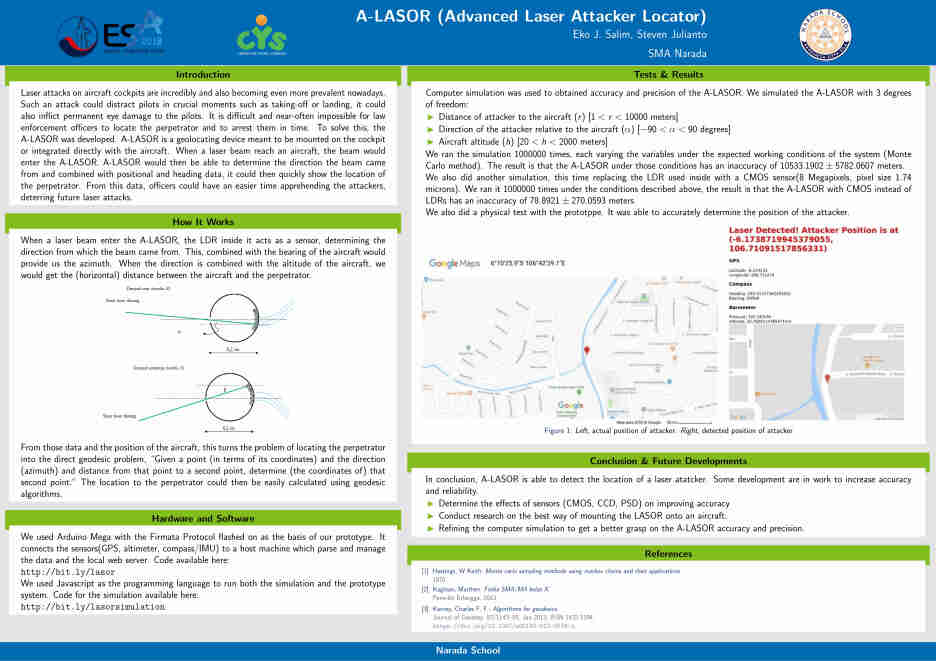 A-LASOR (Advanced Laser Attacker Locator)
Eko J. Salim, Steven Julianto
SMA Narada
ESA 2018
CYS
NARADA SCHOOL
Introduction
Laser attacks on aircraft cockpits are incredibly and also becoming even more prevalent nowadays.
Such an attack could distract pilots in crucial moments such as taking-off or landing, it could
also inflict permanent eye damage to the pilots. It is difficult and near-often impossible for law
enforcement officers to locate the perpetrator and to arrest them in time. To solve this, the
A-LASOR was developed. A-LASOR is a geolocating device meant to be mounted on the cockpit
or integrated directly with the aircraft. When a laser beam reach an aircraft, the beam would
enter the A-LASOR. A-LASOR would then be able to determine the direction the beam came
from and combined with positional and heading data, it could then quickly show the location of
the perpetrator. From this data, officers could have an easier time apprehending the attackers,
deterring future laser attacks.
How It Works
When a laser beam enter the A-LASOR, the LDR inside it acts as a sensor, determining the
direction from which the beam came from. This, combined with the bearing of the aircraft would
provide us the azimuth. When the direction is combined with the altitude of the aircraft, we
would get the (horizontal) distance between the aircraft and the perpetrator.
From those data and the position of the aircraft, this turns the problem of locating the perpetrator
into the direct geodesic problem, "Given a point (in terms of its coordinates) and the direction
(azimuth) and distance from that point to a second point, determine (the coordinates of) that
second point." The location to the perpetrator could then be easily calculated using geodesic
algorithms.
Hardware and Software
We used Arduino Mega with the Firmata Protocol flashed on as the basis of our prototype. It
connects the sensors(GPS, altimeter, compass/IMU) to a host machine which parse and manage
the data and the local web server. Code available here:
http://bit.ly/lasor
We used Javascript as the programming language to run both the simulation and the prototype
system. Code for the simulation available here:
http://bit.ly/lasorsimulation
Tests & Results
Computer simulation was used to obtained accuracy and precision of the A-LASOR. We simulated the A-LASOR with 3 degrees
of freedom:
▶ Distance of attacker to the aircraft (r) [1 < r < 10000 meters]
▶ Direction of the attacker relative to the aircraft (α) [−90 < α < 90 degrees]
▶ Aircraft altitude (h) [20 < h < 2000 meters]
We ran the simulation 1000000 times, each varying the variables under the expected working conditions of the system (Monte
Carlo method). The result is that the A-LASOR under those conditions has an inaccuracy of 10533.1902 ± 5782.0607 meters.
We also did another simulation, this time replacing the LDR used inside with a CMOS sensor(8 Megapixels, pixel size 1.74
microns). We ran it 1000000 times under the conditions described above, the result is that the A-LASOR with CMOS instead of
LDRs has an inaccuracy of 78.8921 ± 270.0593 meters
We also did a physical test with the prototype. It was able to accurately determine the position of the attacker.
Google Maps 6°10'25.9"S 106°42'39.1"E
Google
Laser Detected! Attacker Position is at
(-6.1738719945379055,
106.71091517856331)
GPS
Compass
Barometer
Figure 1: Left, actual position of attacker. Right, detected position of attacker
Conclusion & Future Developments
In conclusion, A-LASOR is able to detect the location of a laser atatcker. Some development are in work to increase accuracy
and reliability.
▶ Determine the effects of sensors (CMOS, CCD, PSD) on improving accuracy
▶ Conduct research on the best way of mounting the LASOR onto an aircraft.
▶ Refining the computer simulation to get a better grasp on the A-LASOR accuracy and precision.
References
[1] Hastings, W Keith. Monte carlo sampling methods using markov chains and their applications
1970.
[2] Kaginan, Marthen. Fisika SMA/MA kelas X
Penerbit Erlangga, 2002.
[3] Karney, Charles F. F.: Algorithms for geodesics
Journal of Geodesy, 87(1):43-55, Jan 2013. ISSN 1432-1394.
Narada School